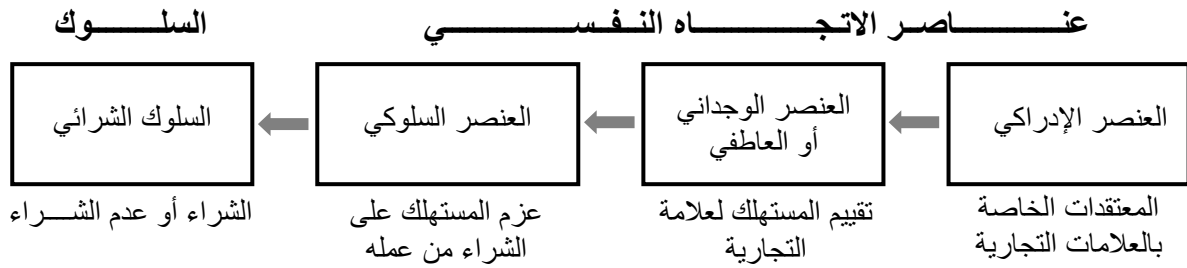 عناصر الاتجاه النفسي
السلوك
العنصر الإدراكي
العنصر الوجداني
أو العاطفي
العنصر السلوكي
السلوك الشرائي
المعتقدات الخاصة
بالعلامات التجارية
تقييم المستهلك لعلامة
التجارية
عزم المستهلك على
الشراء من عمله
الشراء أو عدم الشراء